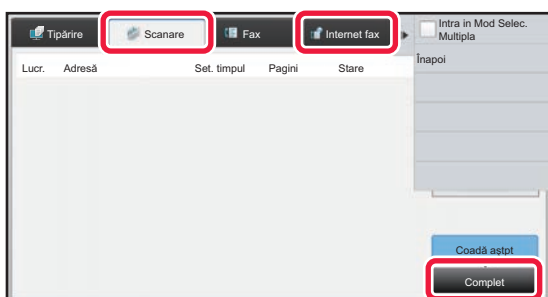 Tipărire Scanare Fax Internet fax
Intra in Mod Selec.
Multipla
Lucr. Adresă Set. timpul Pagini Stare
Înapoi
Coadă aştpt
Complet